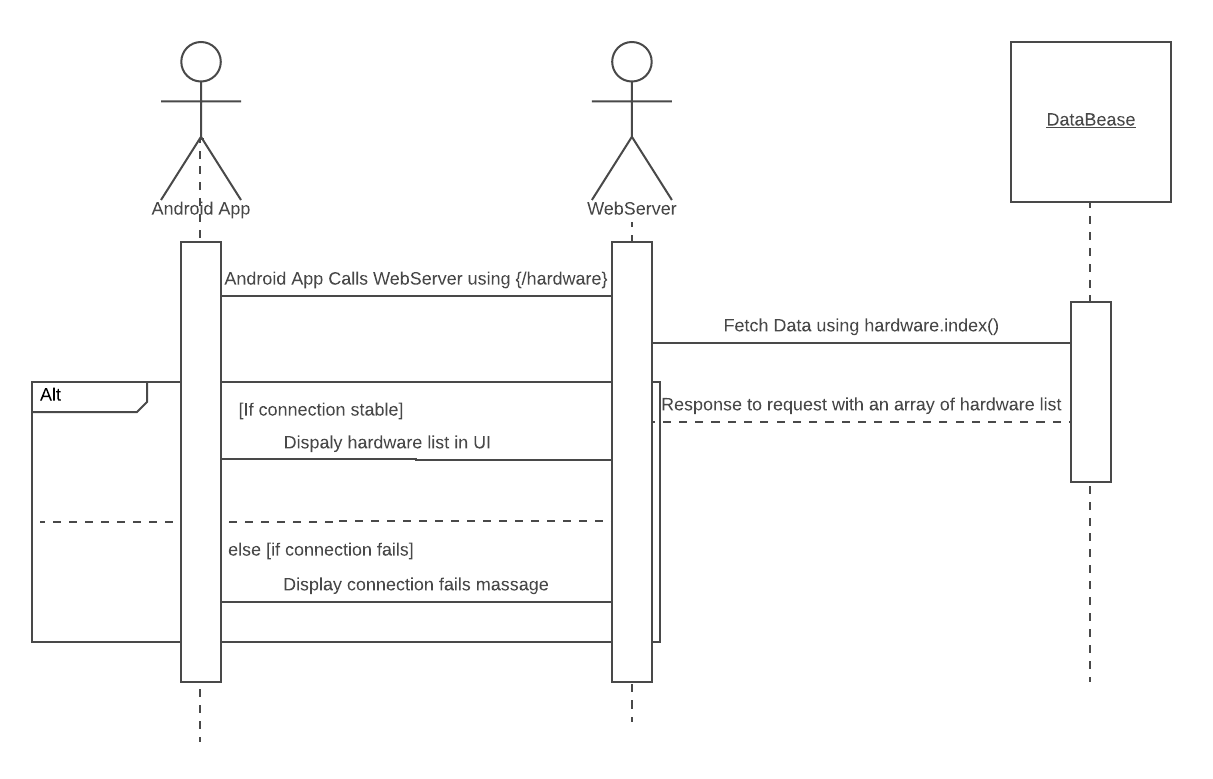 DataBease
Android App
WebServer
Android App Calls WebServer using {/hardware}
Fetch Data using hardware.index()
Alt
[If connection stable]
Response to request with an array of hardware list
Dispaly hardware list in UI
else [if connection fails]
Display connection fails massage